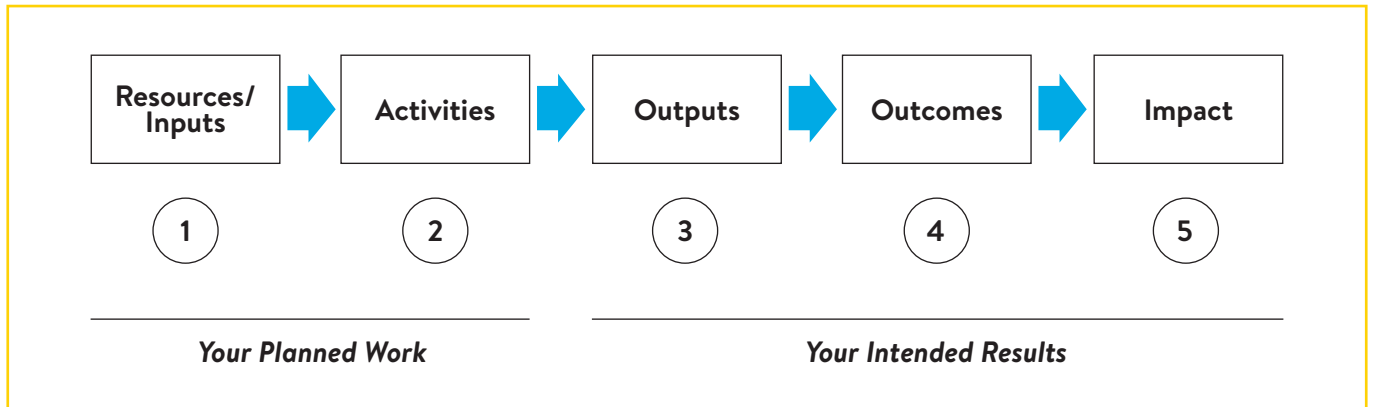 Resources/
Inputs
Activities
Outputs
Outcomes
Impact
1
2
3
4
5
Your Planned Work
Your Intended Results